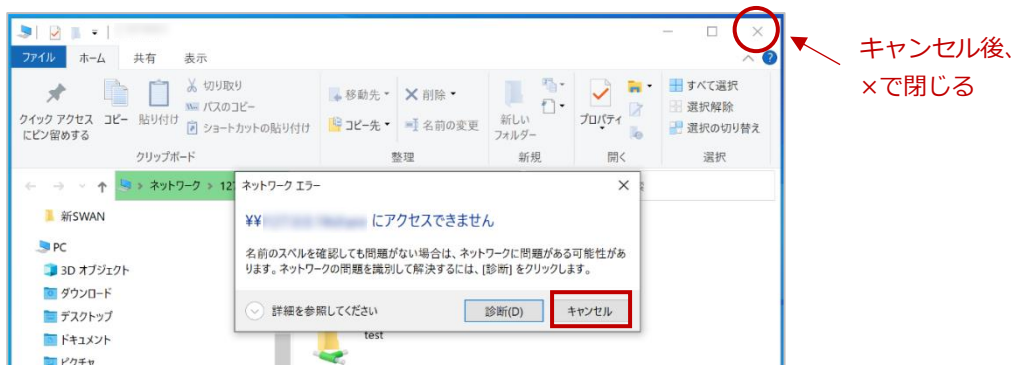 ファイル ホーム 共有 表示
キャンセル後、
×で閉じる
クイック アクセス
にピン留めする
コピー
貼り付け
切り取り
パスのコピー
ショートカットの貼り付け
クリップボード
移動先
コピー先
削除
名前の変更
整理
新しい
フォルダー
新規
プロパティ
開く
すべて選択
選択解除
選択の切り替え
選択
ネットワーク › 12
新SWAN
PC
3D オブジェクト
ダウンロード
デスクトップ
ドキュメント
ピクチャ
ネットワーク エラー
¥¥ にアクセスできません
名前のスペルを確認しても問題がない場合は、ネットワークに問題がある可能性があ
ります。ネットワークの問題を識別して解決するには、[診断] をクリックします。
詳細を参照してください
診断(D)
キャンセル
test